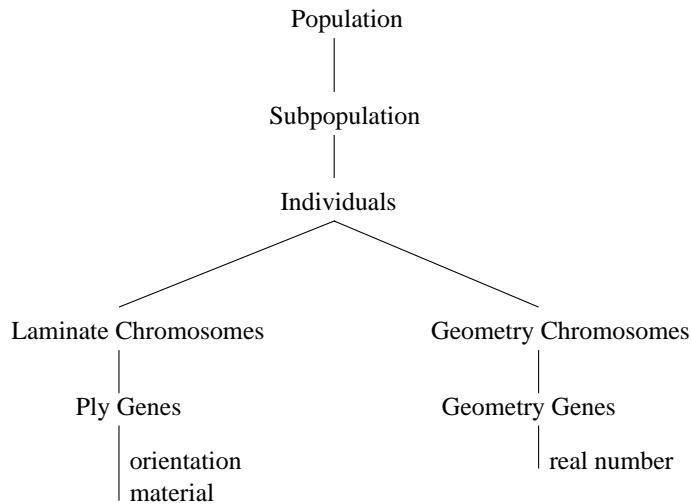 Population
Subpopulation
Individuals
Laminate Chromosomes
Geometry Chromosomes
Ply Genes
Geometry Genes
orientation
material
real number